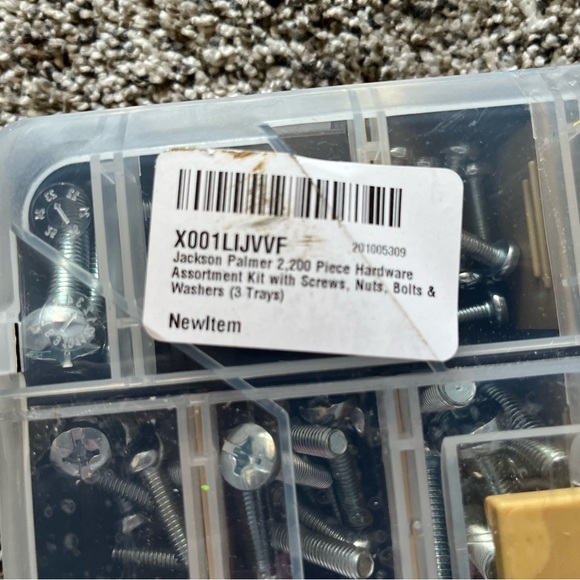 X001LIJVVF
201005309
Jackson Palmer 2,200 Piece Hardware
Assortment Kit with Screws, Nuts, Bolts &
Washers (3 Trays)
NewItem